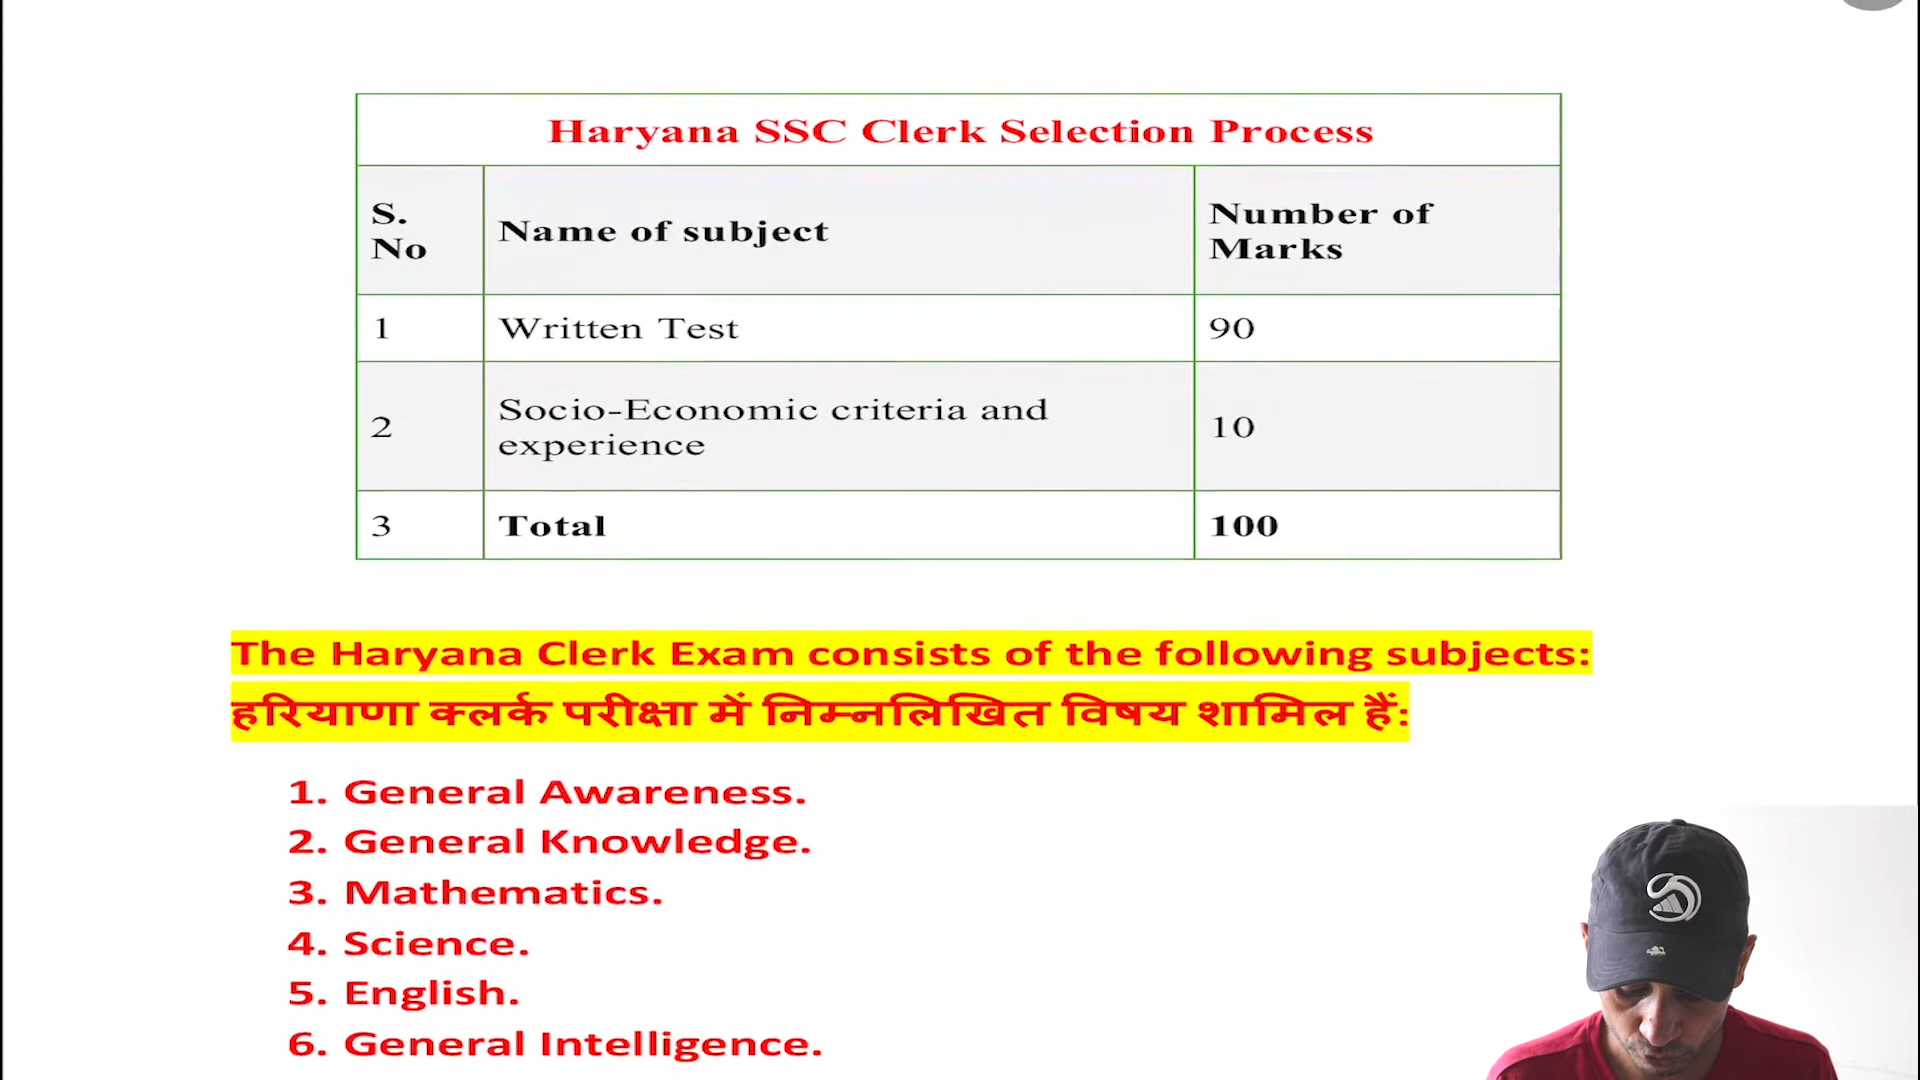 Haryana SSC Clerk Selection Process
S. No Name of subject Number of Marks
1 Written Test 90
2 Socio-Economic criteria and experience 10
3 Total 100
The Haryana Clerk Exam consists of the following subjects:
हरियाणा क्लर्क परीक्षा में निम्नलिखित विषय शामिल हैं:
1. General Awareness.
2. General Knowledge.
3. Mathematics.
4. Science.
5. English.
6. General Intelligence.